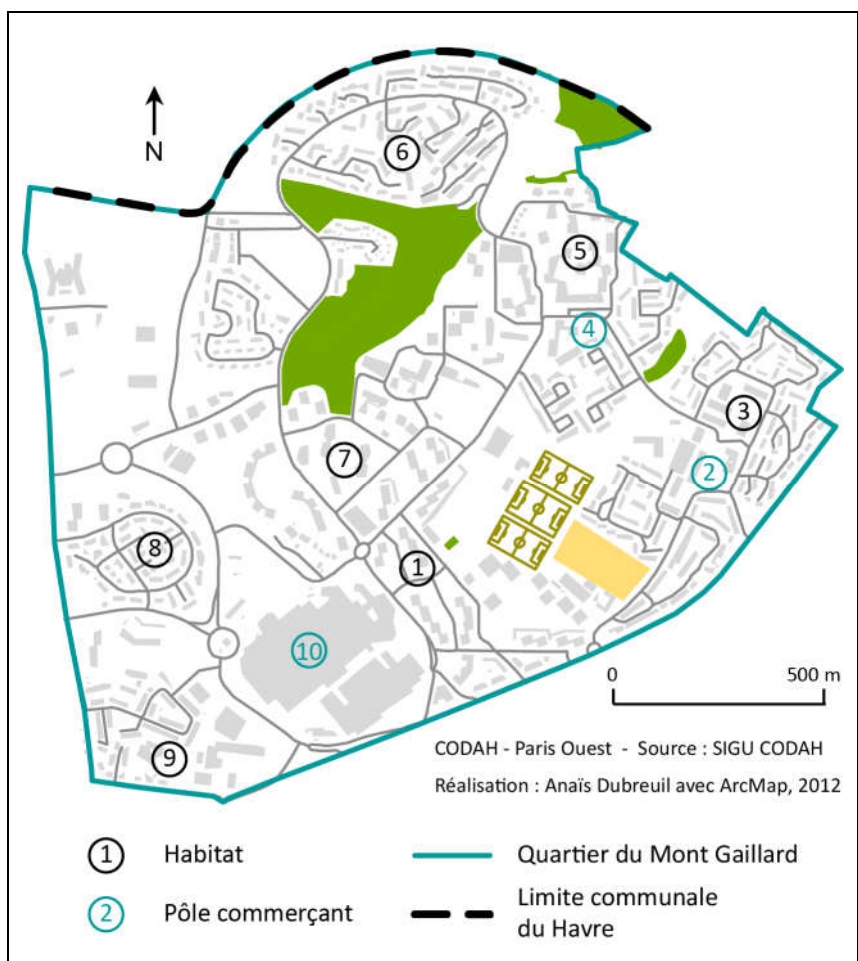 N
6
5
4
3
7
2
8
1
10
0 500 m
9
CODAH - Paris Ouest - Source : SIGU CODAH
Réalisation : Anaïs Dubreuil avec ArcMap, 2012
1 Habitat
2 Pôle commerçant
Quartier du Mont Gaillard
Limite communale
du Havre